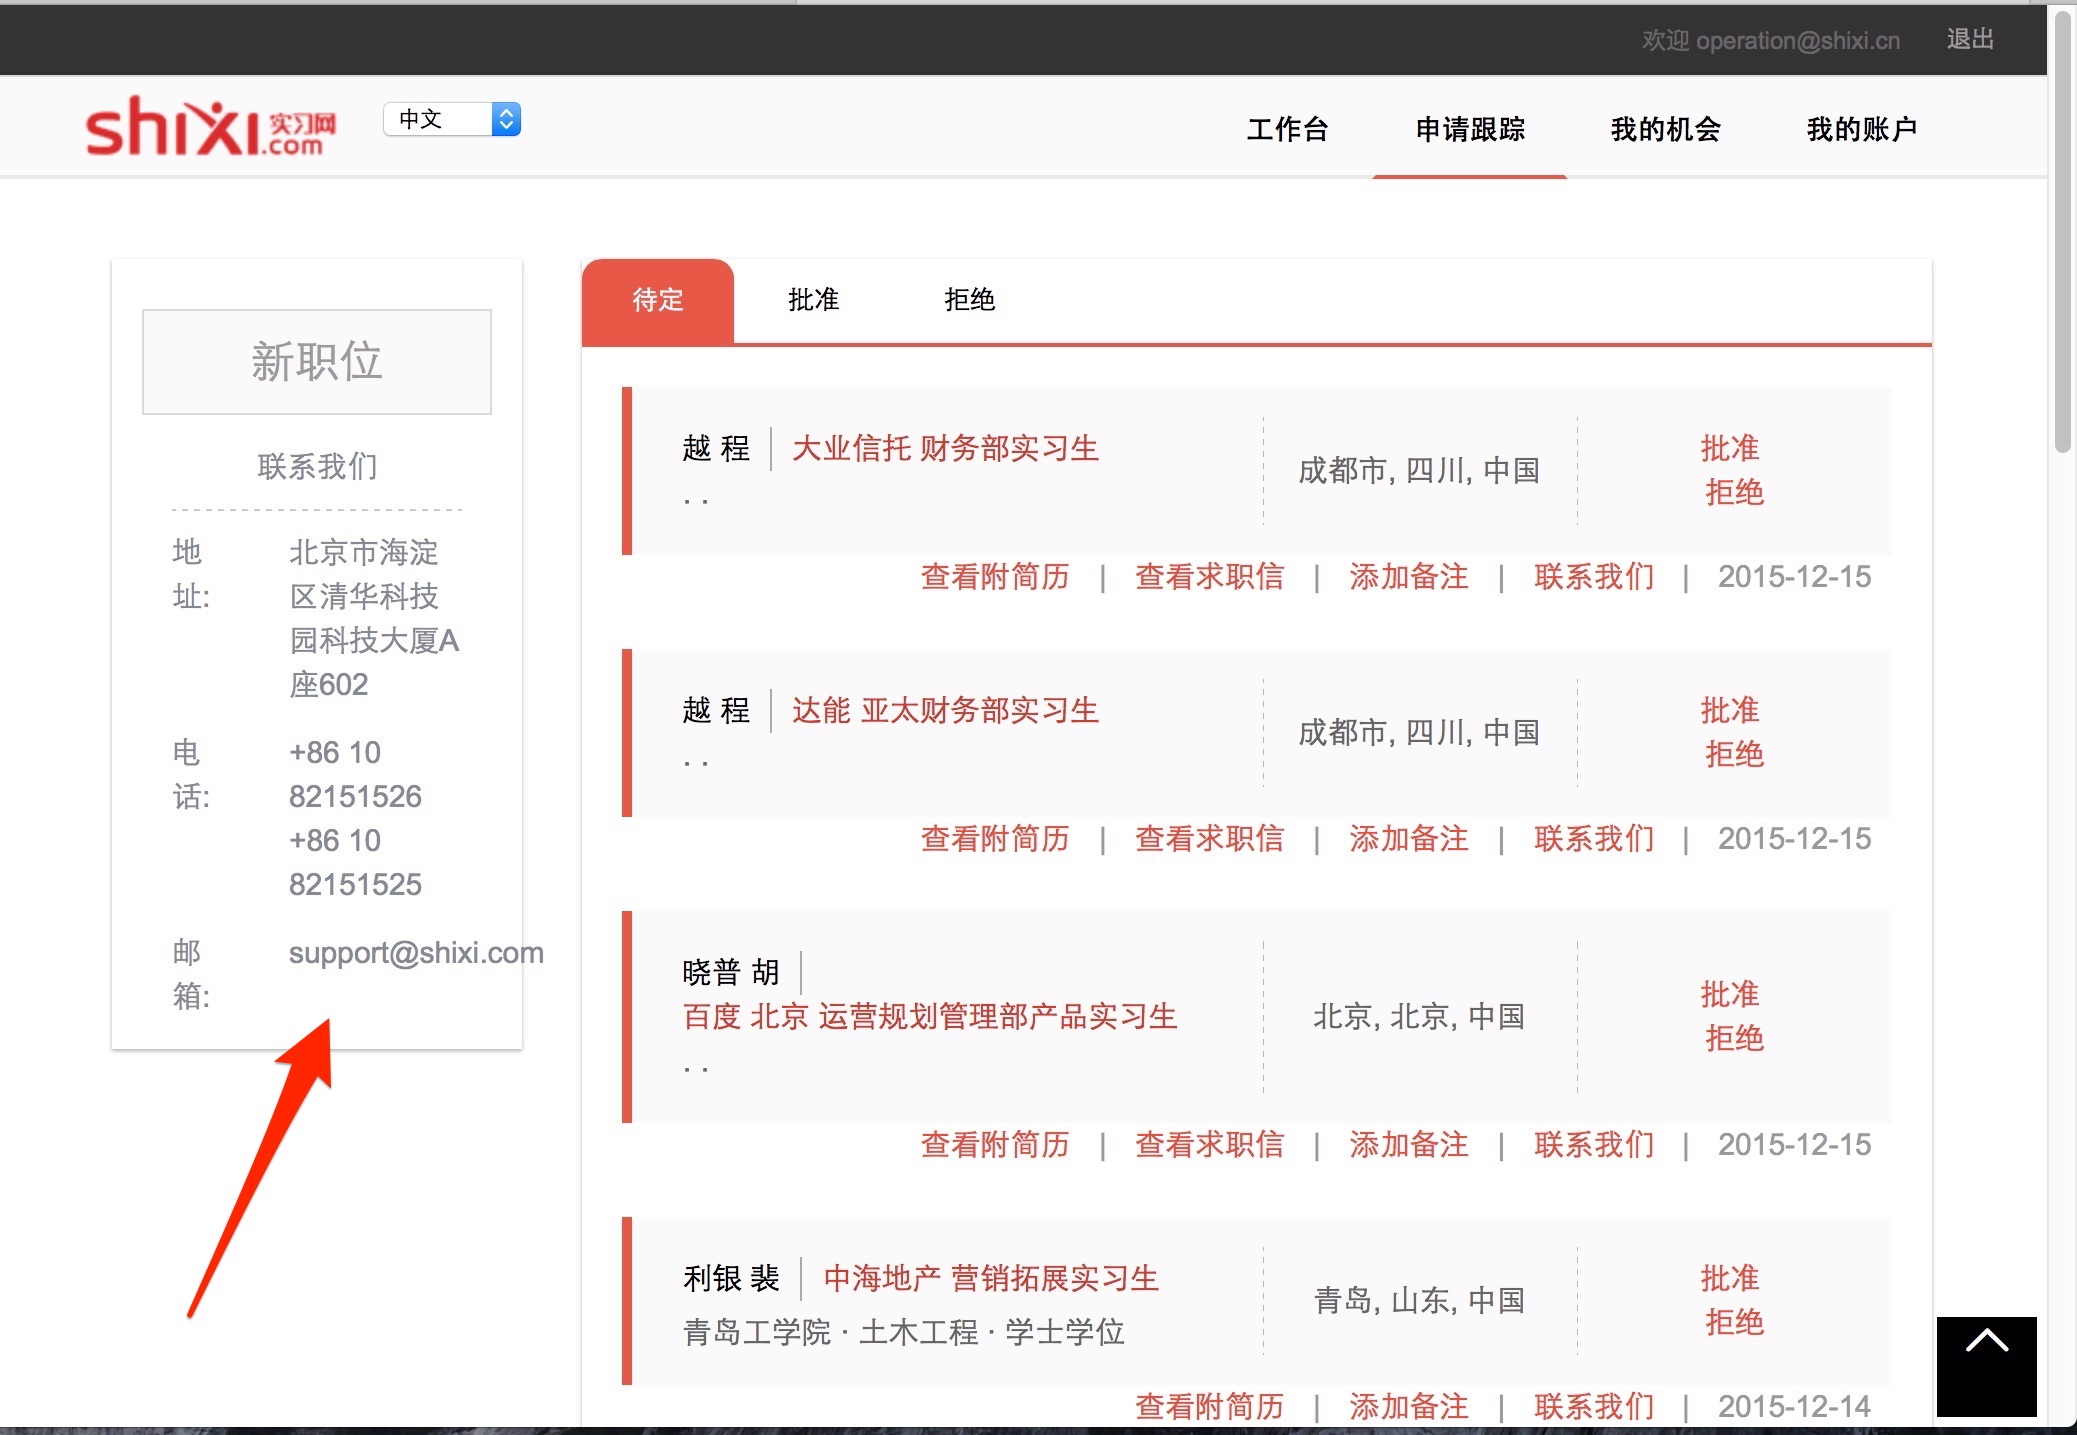 欢迎 operation@shixi.cn 退出
shixi.com 实习网
中文
工作台 申请跟踪 我的机会 我的账户
新职位
联系我们
地
址:
北京市海淀
区清华科技
园科技大厦A
座602
电
话:
+86 10
82151526
+86 10
82151525
邮
箱:
support@shixi.com
待定 批准 拒绝
越 程 大业信托 财务部实习生
· ·
成都市, 四川, 中国
批准
拒绝
查看附简历 | 查看求职信 | 添加备注 | 联系我们 | 2015-12-15
越 程 达能 亚太财务部实习生
· ·
成都市, 四川, 中国
批准
拒绝
查看附简历 | 查看求职信 | 添加备注 | 联系我们 | 2015-12-15
晓普 胡
百度 北京 运营规划管理部产品实习生
· ·
北京, 北京, 中国
批准
拒绝
查看附简历 | 查看求职信 | 添加备注 | 联系我们 | 2015-12-15
利银 裴 中海地产 营销拓展实习生
青岛工学院 · 土木工程 · 学士学位
青岛, 山东, 中国
批准
拒绝
查看附简历 | 添加备注 | 联系我们 | 2015-12-14